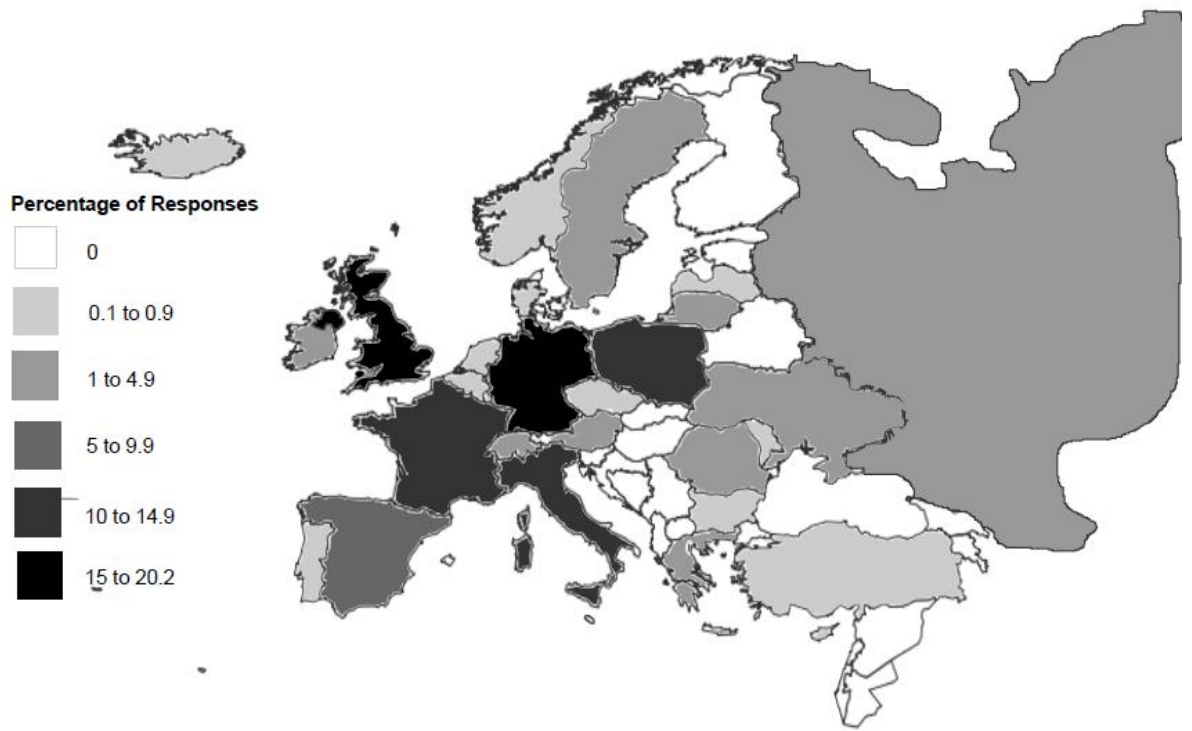 Percentage of Responses
0
0.1 to 0.9
1 to 4.9
5 to 9.9
10 to 14.9
15 to 20.2